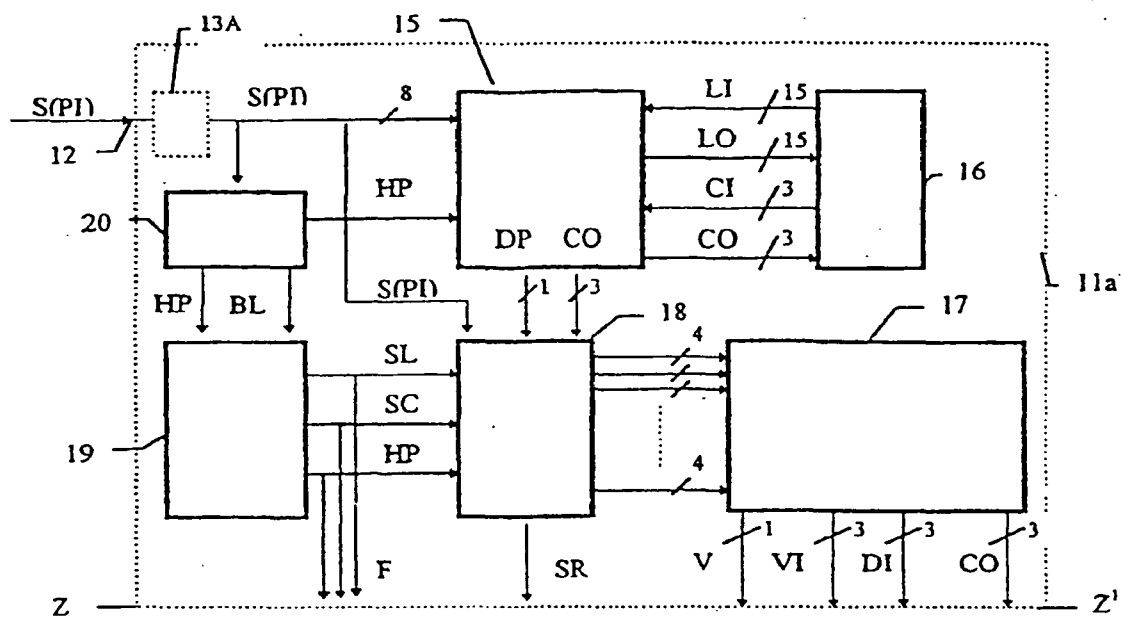 13A
15
S(PI)
S(PI)
8
LI
15
12
LO
15
16
HP
CI
3
20
DP
CO
CO
3
11a
HP
BL
S(PI)
1
3
18
17
SL
4
SC
19
HP
4
F
SR
V
1
VI
3
DI
3
CO
3
Z
Z'